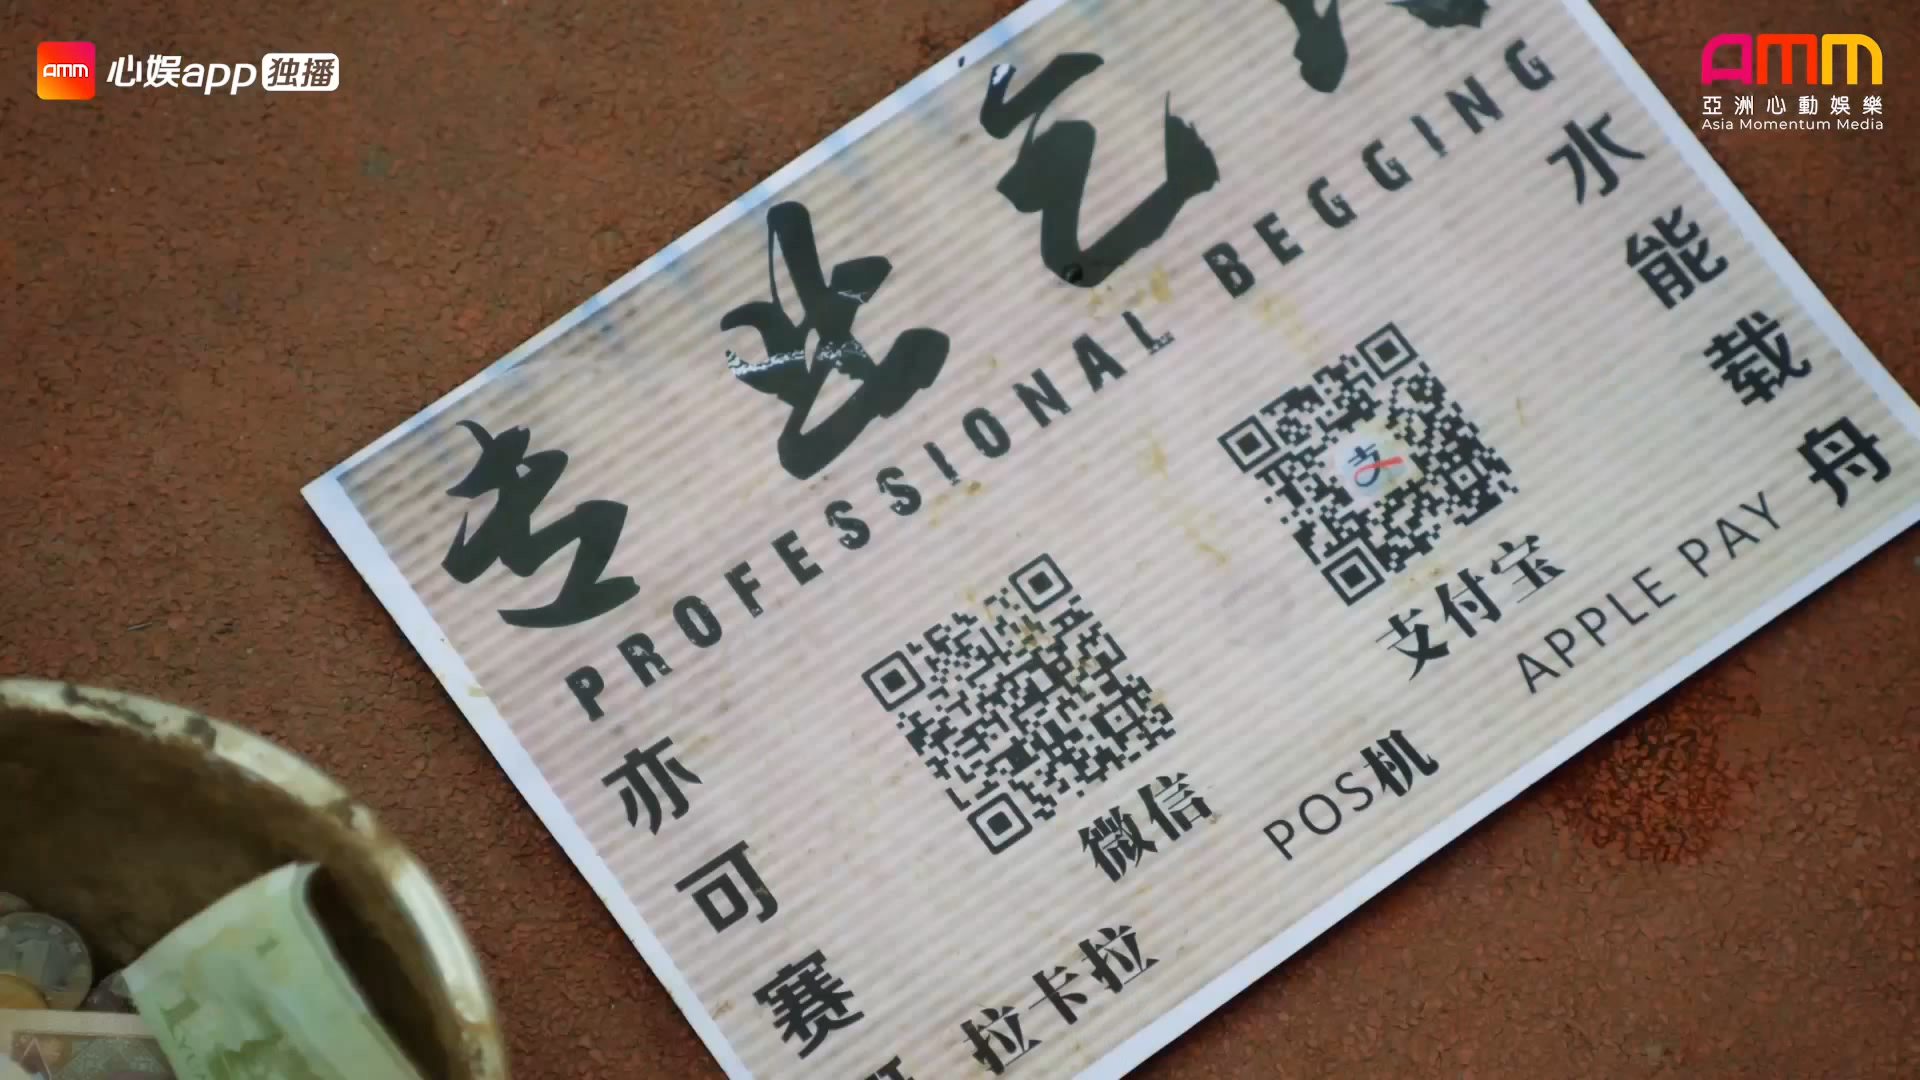 amm 心娱app 独播
amm
亞洲心動娛樂
Asia Momentum Media
专业乞
PROFESSIONAL BEGGING
水能载舟
亦可赛
支付宝
微信
APPLE PAY
POS机
拉卡拉